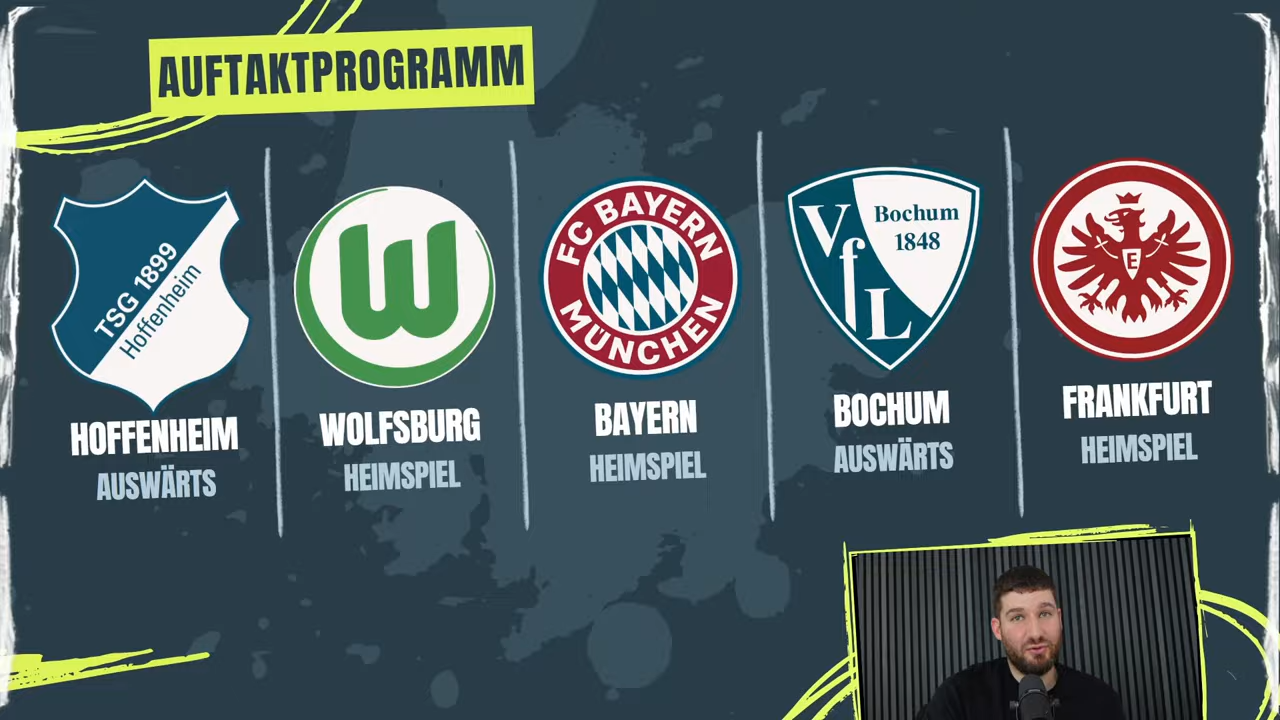 AUFTAKTPROGRAMM
TSG 1899
Hoffenheim
HOFFENHEIM
AUSWÄRTS
W
WOLFSBURG
HEIMSPIEL
FC BAYERN
MÜNCHEN
BAYERN
HEIMSPIEL
VfL
Bochum
1848
BOCHUM
AUSWÄRTS
E
FRANKFURT
HEIMSPIEL